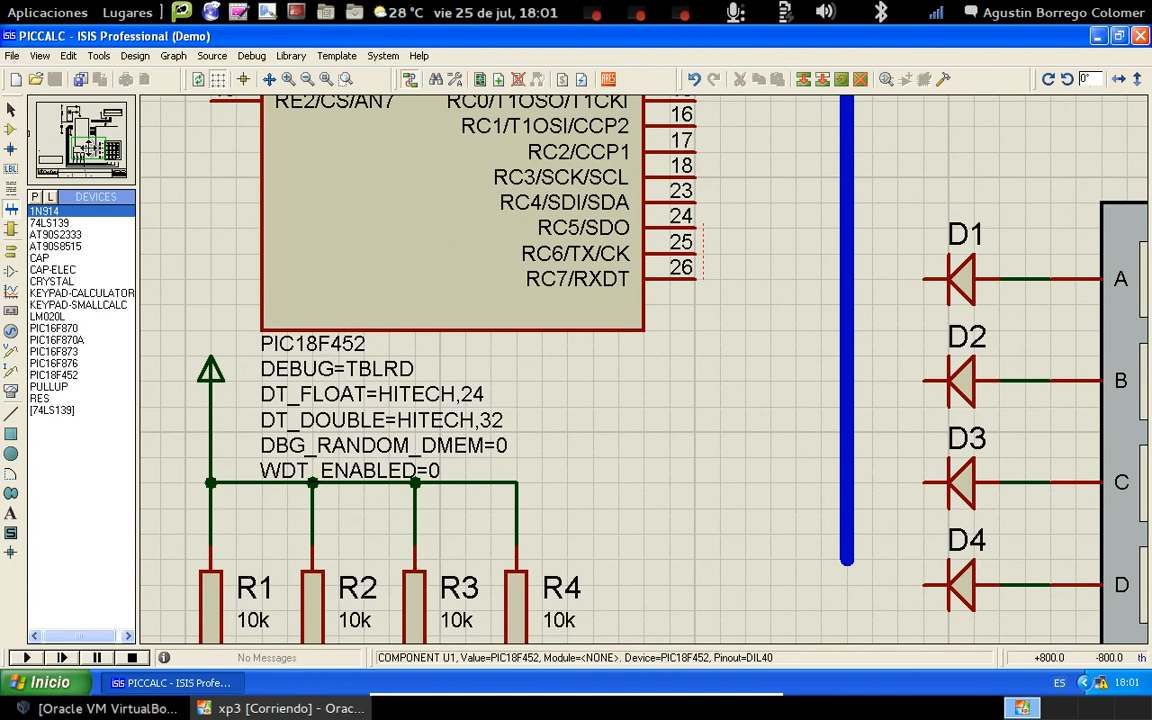 Aplicaciones Lugares 28 °C vie 25 de jul, 18:01 Agustin Borrego Colomer
PICCALC - ISIS Professional (Demo)
File View Edit Tools Design Graph Source Debug Library Template System Help
0°
P L DEVICES
1N914
74LS139
AT90S2333
AT90S8515
CAP
CAP-ELEC
CRYSTAL
KEYPAD-CALCULATOR
KEYPAD-SMALLCALC
LM020L
PIC16F870
PIC16F870A
PIC16F873
PIC16F876
PIC18F452
PULLUP
RES
[74LS139]
RE2/CS/AN7
RC0/T1OSO/T1CKI
RC1/T1OSI/CCP2
RC2/CCP1
RC3/SCK/SCL
RC4/SDI/SDA
RC5/SDO
RC6/TX/CK
RC7/RXDT
16
17
18
23
24
25
26
PIC18F452
DEBUG=TBLRD
DT_FLOAT=HITECH,24
DT_DOUBLE=HITECH,32
DBG_RANDOM_DMEM=0
WDT_ENABLED=0
R1 R2 R3 R4
10k 10k 10k 10k
D1
A
D2
B
D3
C
D4
D
No Messages COMPONENT U1, Value=PIC18F452, Module=<NONE>. Device=PIC18F452, Pinout=DIL40 +800.0 -800.0 th
Inicio PICCALC - ISIS Profe... ES 18:01
[Oracle VM VirtualBo... xp3 [Corriendo] - Orac...